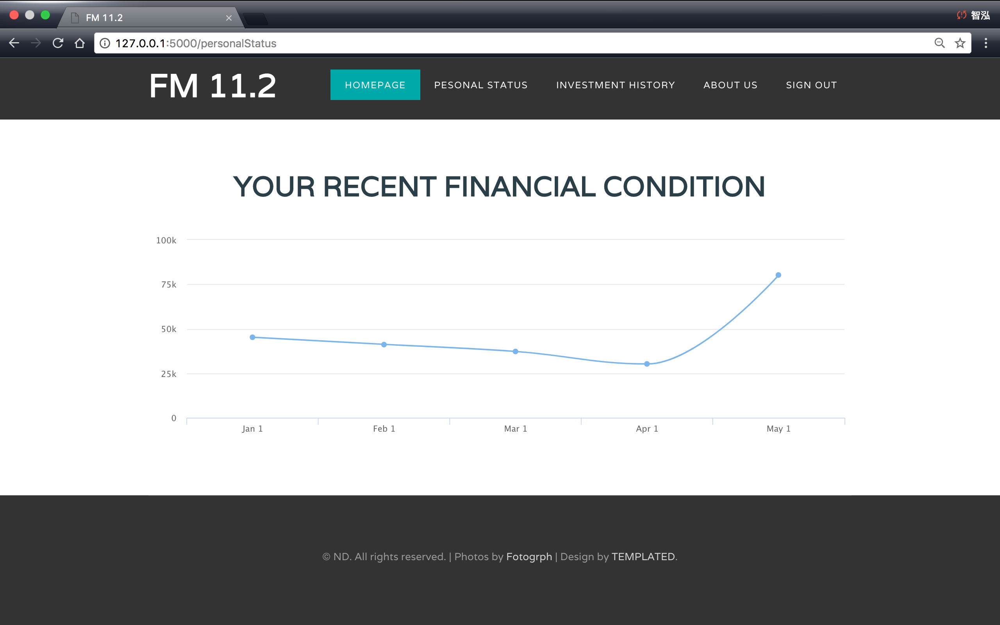 FM 11.2
智泓
127.0.0.1:5000/personalStatus
FM 11.2
HOMEPAGE PESONAL STATUS INVESTMENT HISTORY ABOUT US SIGN OUT
YOUR RECENT FINANCIAL CONDITION
100k
75k
50k
25k
0
Jan 1 Feb 1 Mar 1 Apr 1 May 1
© ND. All rights reserved. | Photos by Fotogrph | Design by TEMPLATED.